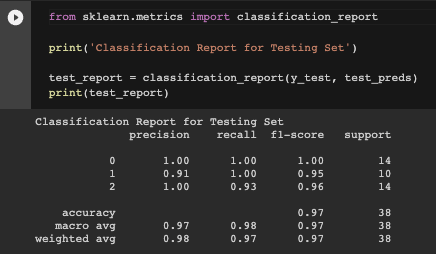 from sklearn.metrics import classification_report
print('Classification Report for Testing Set')
test_report = classification_report(y_test, test_preds)
print(test_report)
Classification Report for Testing Set
precision recall f1-score support
0 1.00 1.00 1.00 14
1 0.91 1.00 0.95 10
2 1.00 0.93 0.96 14
accuracy 0.97 38
macro avg 0.97 0.98 0.97 38
weighted avg 0.98 0.97 0.97 38